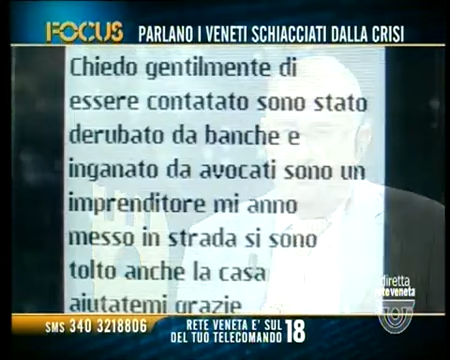 FOCUS PARLANO I VENETI SCHIACCIATI DALLA CRISI
Chiedo gentilmente di
essere contatato sono stato
derubato da banche e
inganato da avocati sono un
imprenditore mi anno
messo in strada si sono
tolto anche la casa
aiutatemi grazie
diretta
reteveneta
SMS 340 3218806
RETE VENETA E' SUL
DEL TUO TELECOMANDO 18